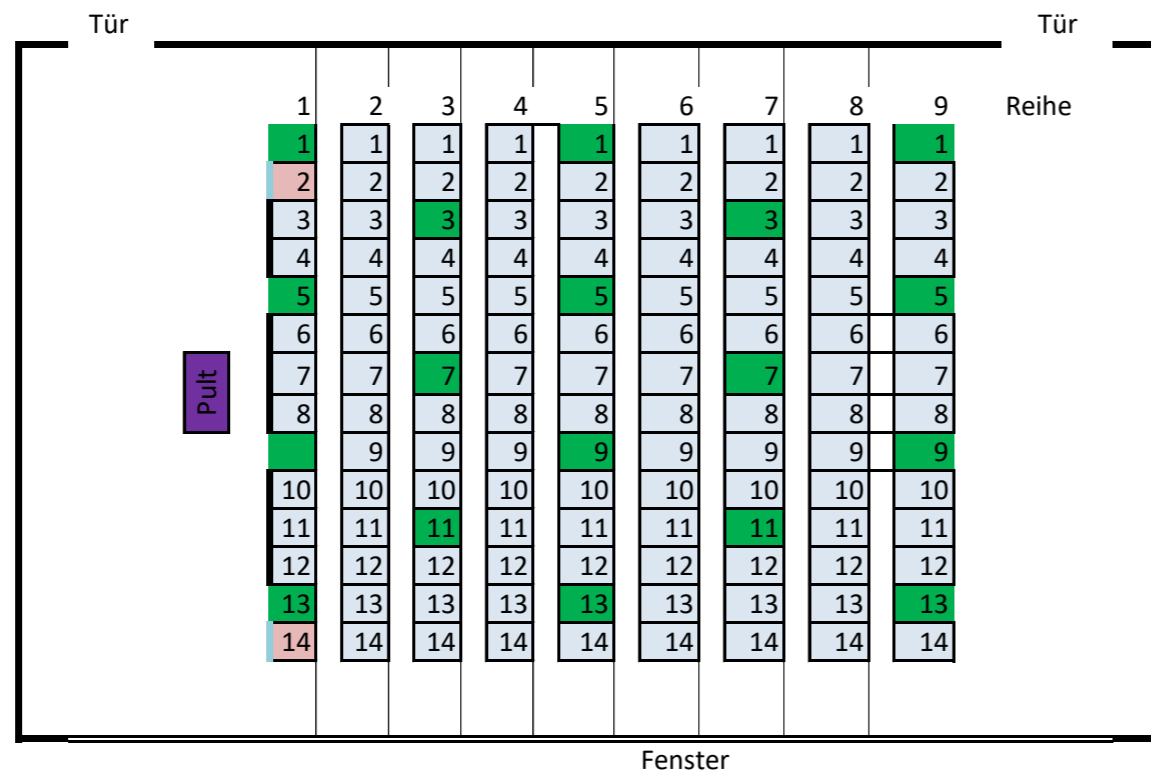 Tür Tür
1 2 3 4 5 6 7 8 9 Reihe
1 1 1 1 1 1 1 1 1
2 2 2 2 2 2 2 2 2
3 3 3 3 3 3 3 3 3
4 4 4 4 4 4 4 4 4
5 5 5 5 5 5 5 5 5
6 6 6 6 6 6 6 6 6
Pult 7 7 7 7 7 7 7 7 7
8 8 8 8 8 8 8 8 8
9 9 9 9 9 9 9 9
10 10 10 10 10 10 10 10 10
11 11 11 11 11 11 11 11 11
12 12 12 12 12 12 12 12 12
13 13 13 13 13 13 13 13 13
14 14 14 14 14 14 14 14 14
Fenster